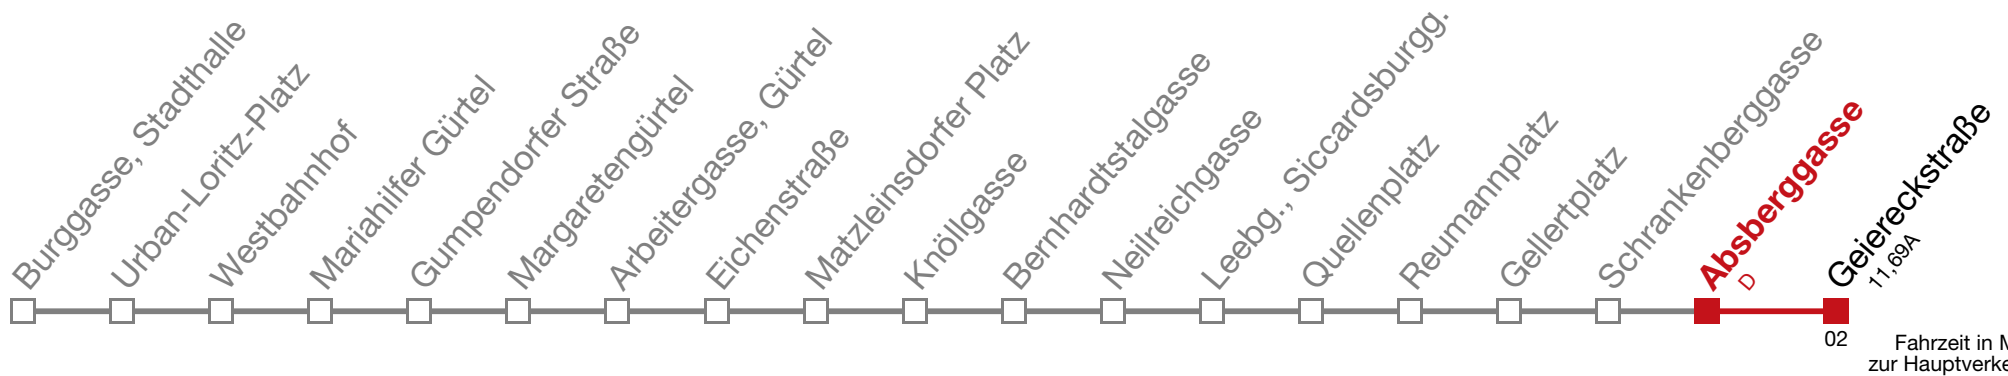 Burggasse, Stadthalle
Urban-Loritz-Platz
Westbahnhof
Mariahilfer Gürtel
Gumpendorfer Straße
Margaretengürtel
Arbeitergasse, Gürtel
Eichenstraße
Matzleinsdorfer Platz
Knöllgasse
Bernhardtstalgasse
Neilreichgasse
Leebg., Siccardsburgg.
Quellenplatz
Reumannplatz
Gellertplatz
Schrankenberggasse
Absberggasse
D
Geiereckstraße
11,69A
02
Fahrzeit in M
zur Hauptverke